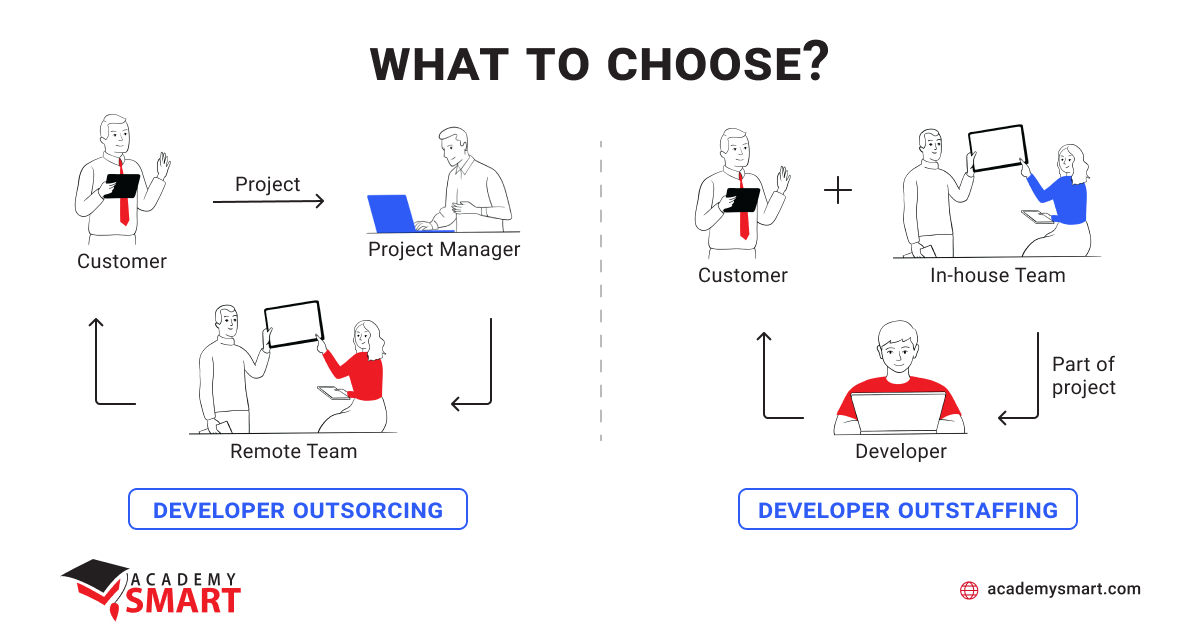 WHAT TO CHOOSE?
Project
Customer
Project Manager
Remote Team
DEVELOPER OUTSORCING
Customer
In-house Team
Part of
project
Developer
DEVELOPER OUTSTAFFING
ACADEMY
SMART
academysmart.com